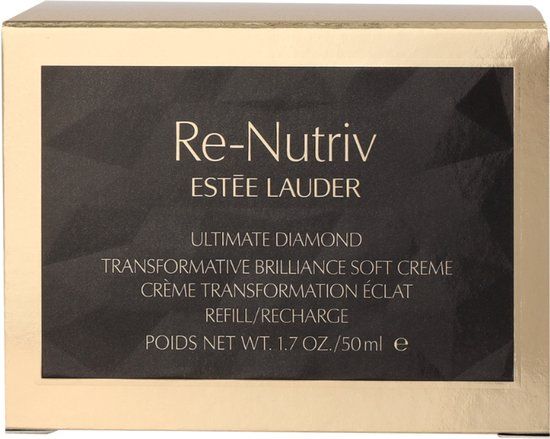 Re-Nutriv
ESTĒE LAUDER
ULTIMATE DIAMOND
TRANSFORMATIVE BRILLIANCE SOFT CREME
CRÈME TRANSFORMATION ÉCLAT
REFILL/RECHARGE
POIDS NET WT. 1.7 OZ./50ml ℮